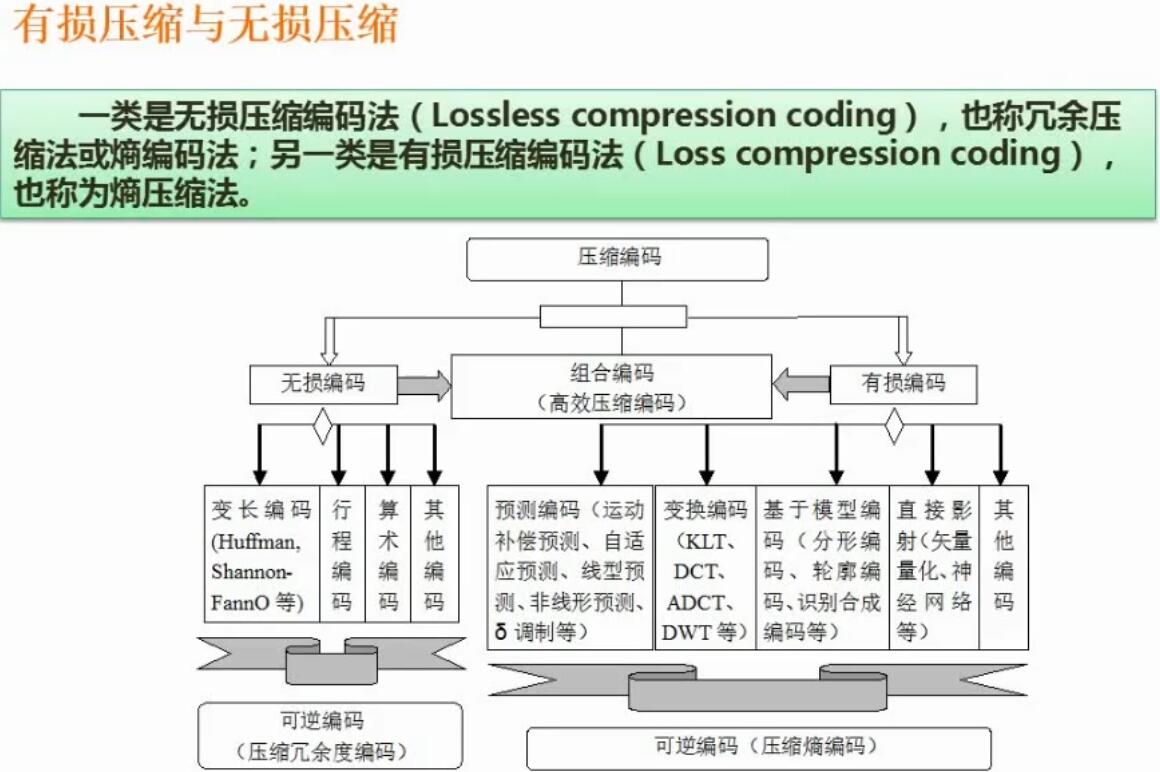 有损压缩与无损压缩
一类是无损压缩编码法（Lossless compression coding），也称冗余压
缩法或熵编码法；另一类是有损压缩编码法（Loss compression coding），
也称为熵压缩法。
压缩编码
无损编码
组合编码
（高效压缩编码）
有损编码
变长编码
(Huffman,
Shannon-
FannO 等)
行
程
编
码
算
术
编
码
其
他
编
码
预测编码（运动
补偿预测、自适
应预测、线型预
测、非线形预测、
δ 调制等）
变换编码
（KLT、
DCT、
ADCT、
DWT 等）
基于模型编
码（分形编
码、轮廓编
码、识别合成
编码等）
直接影
射（矢量
量化、神
经网络
等）
其
他
编
码
可逆编码
（压缩冗余度编码）
可逆编码（压缩熵编码）